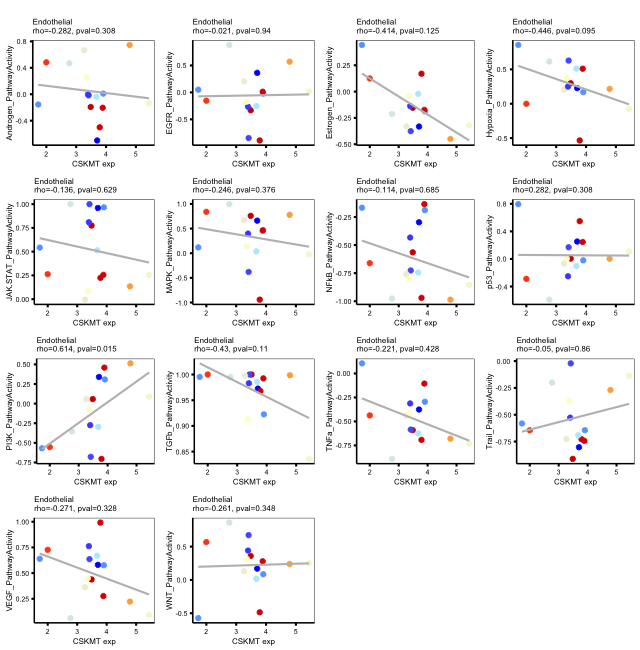 Endothelial
rho=-0.282, pval=0.308
Androgen_PathwayActivity
0.8
0.4
0.0
-0.4
2
3
4
5
CSKMT exp
Endothelial
rho=-0.021, pval=0.94
EGFR_PathwayActivity
0.5
0.0
-0.5
2
3
4
5
CSKMT exp
Endothelial
rho=-0.414, pval=0.125
Estrogen_PathwayActivity
0.25
0.00
-0.25
-0.50
2
3
4
5
CSKMT exp
Endothelial
rho=-0.446, pval=0.095
Hypoxia_PathwayActivity
0.5
0.0
-0.5
2
3
4
5
CSKMT exp
Endothelial
rho=-0.136, pval=0.629
JAK-STAT_PathwayActivity
1.00
0.75
0.50
0.25
0.00
2
3
4
5
CSKMT exp
Endothelial
rho=-0.246, pval=0.376
MAPK_PathwayActivity
1.0
0.5
0.0
-0.5
-1.0
2
3
4
5
CSKMT exp
Endothelial
rho=-0.114, pval=0.685
NFkB_PathwayActivity
-0.25
-0.50
-0.75
-1.00
2
3
4
5
CSKMT exp
Endothelial
rho=0.282, pval=0.308
p53_PathwayActivity
0.8
0.4
0.0
-0.4
2
3
4
5
CSKMT exp
Endothelial
rho=0.614, pval=0.015
PI3K_PathwayActivity
0.50
0.25
0.00
-0.25
-0.50
-0.75
2
3
4
5
CSKMT exp
Endothelial
rho=-0.43, pval=0.11
TGFb_PathwayActivity
1.00
0.95
0.90
0.85
2
3
4
5
CSKMT exp
Endothelial
rho=-0.221, pval=0.428
TNFa_PathwayActivity
0.00
-0.25
-0.50
-0.75
2
3
4
5
CSKMT exp
Endothelial
rho=-0.05, pval=0.86
Trail_PathwayActivity
0.00
-0.25
-0.50
-0.75
2
3
4
5
CSKMT exp
Endothelial
rho=-0.271, pval=0.328
VEGF_PathwayActivity
1.00
0.75
0.50
0.25
2
3
4
5
CSKMT exp
Endothelial
rho=-0.261, pval=0.348
WNT_PathwayActivity
0.5
0.0
-0.5
2
3
4
5
CSKMT exp